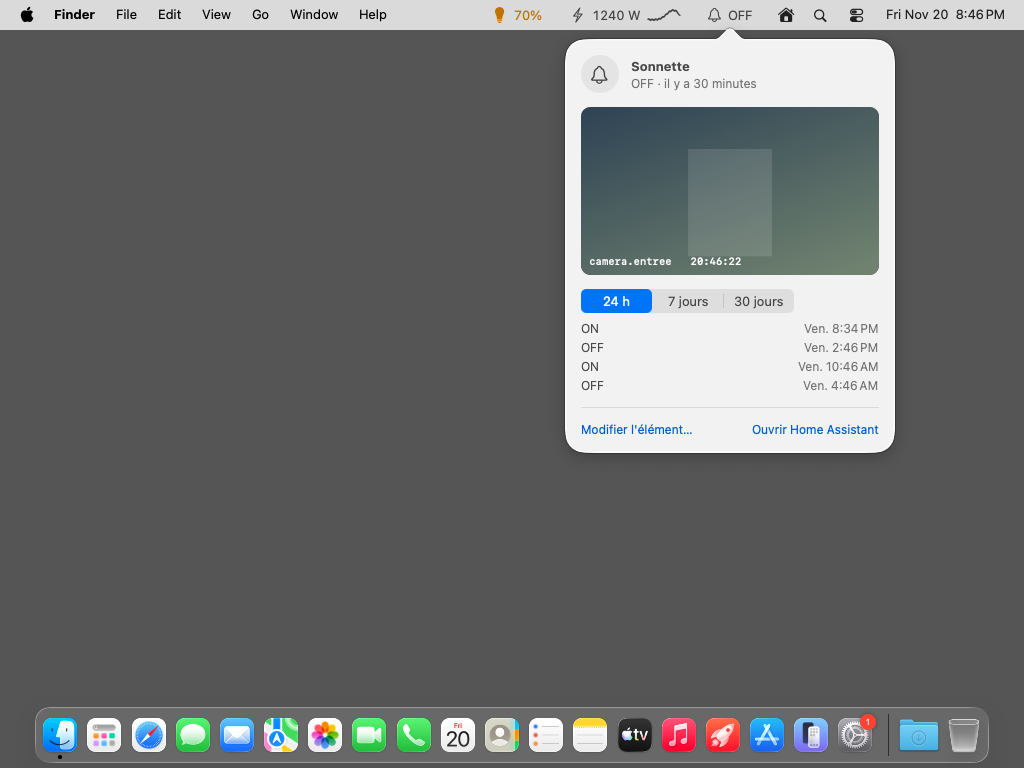 Finder File Edit View Go Window Help 70% 1240 W OFF Fri Nov 20 8:46 PM
Sonnette
OFF · il y a 30 minutes
camera.entree 20:46:22
24 h 7 jours 30 jours
ON Ven. 8:34 PM
OFF Ven. 2:46 PM
ON Ven. 10:46 AM
OFF Ven. 4:46 AM
Modifier l'élément... Ouvrir Home Assistant
Fri
20
tv
1